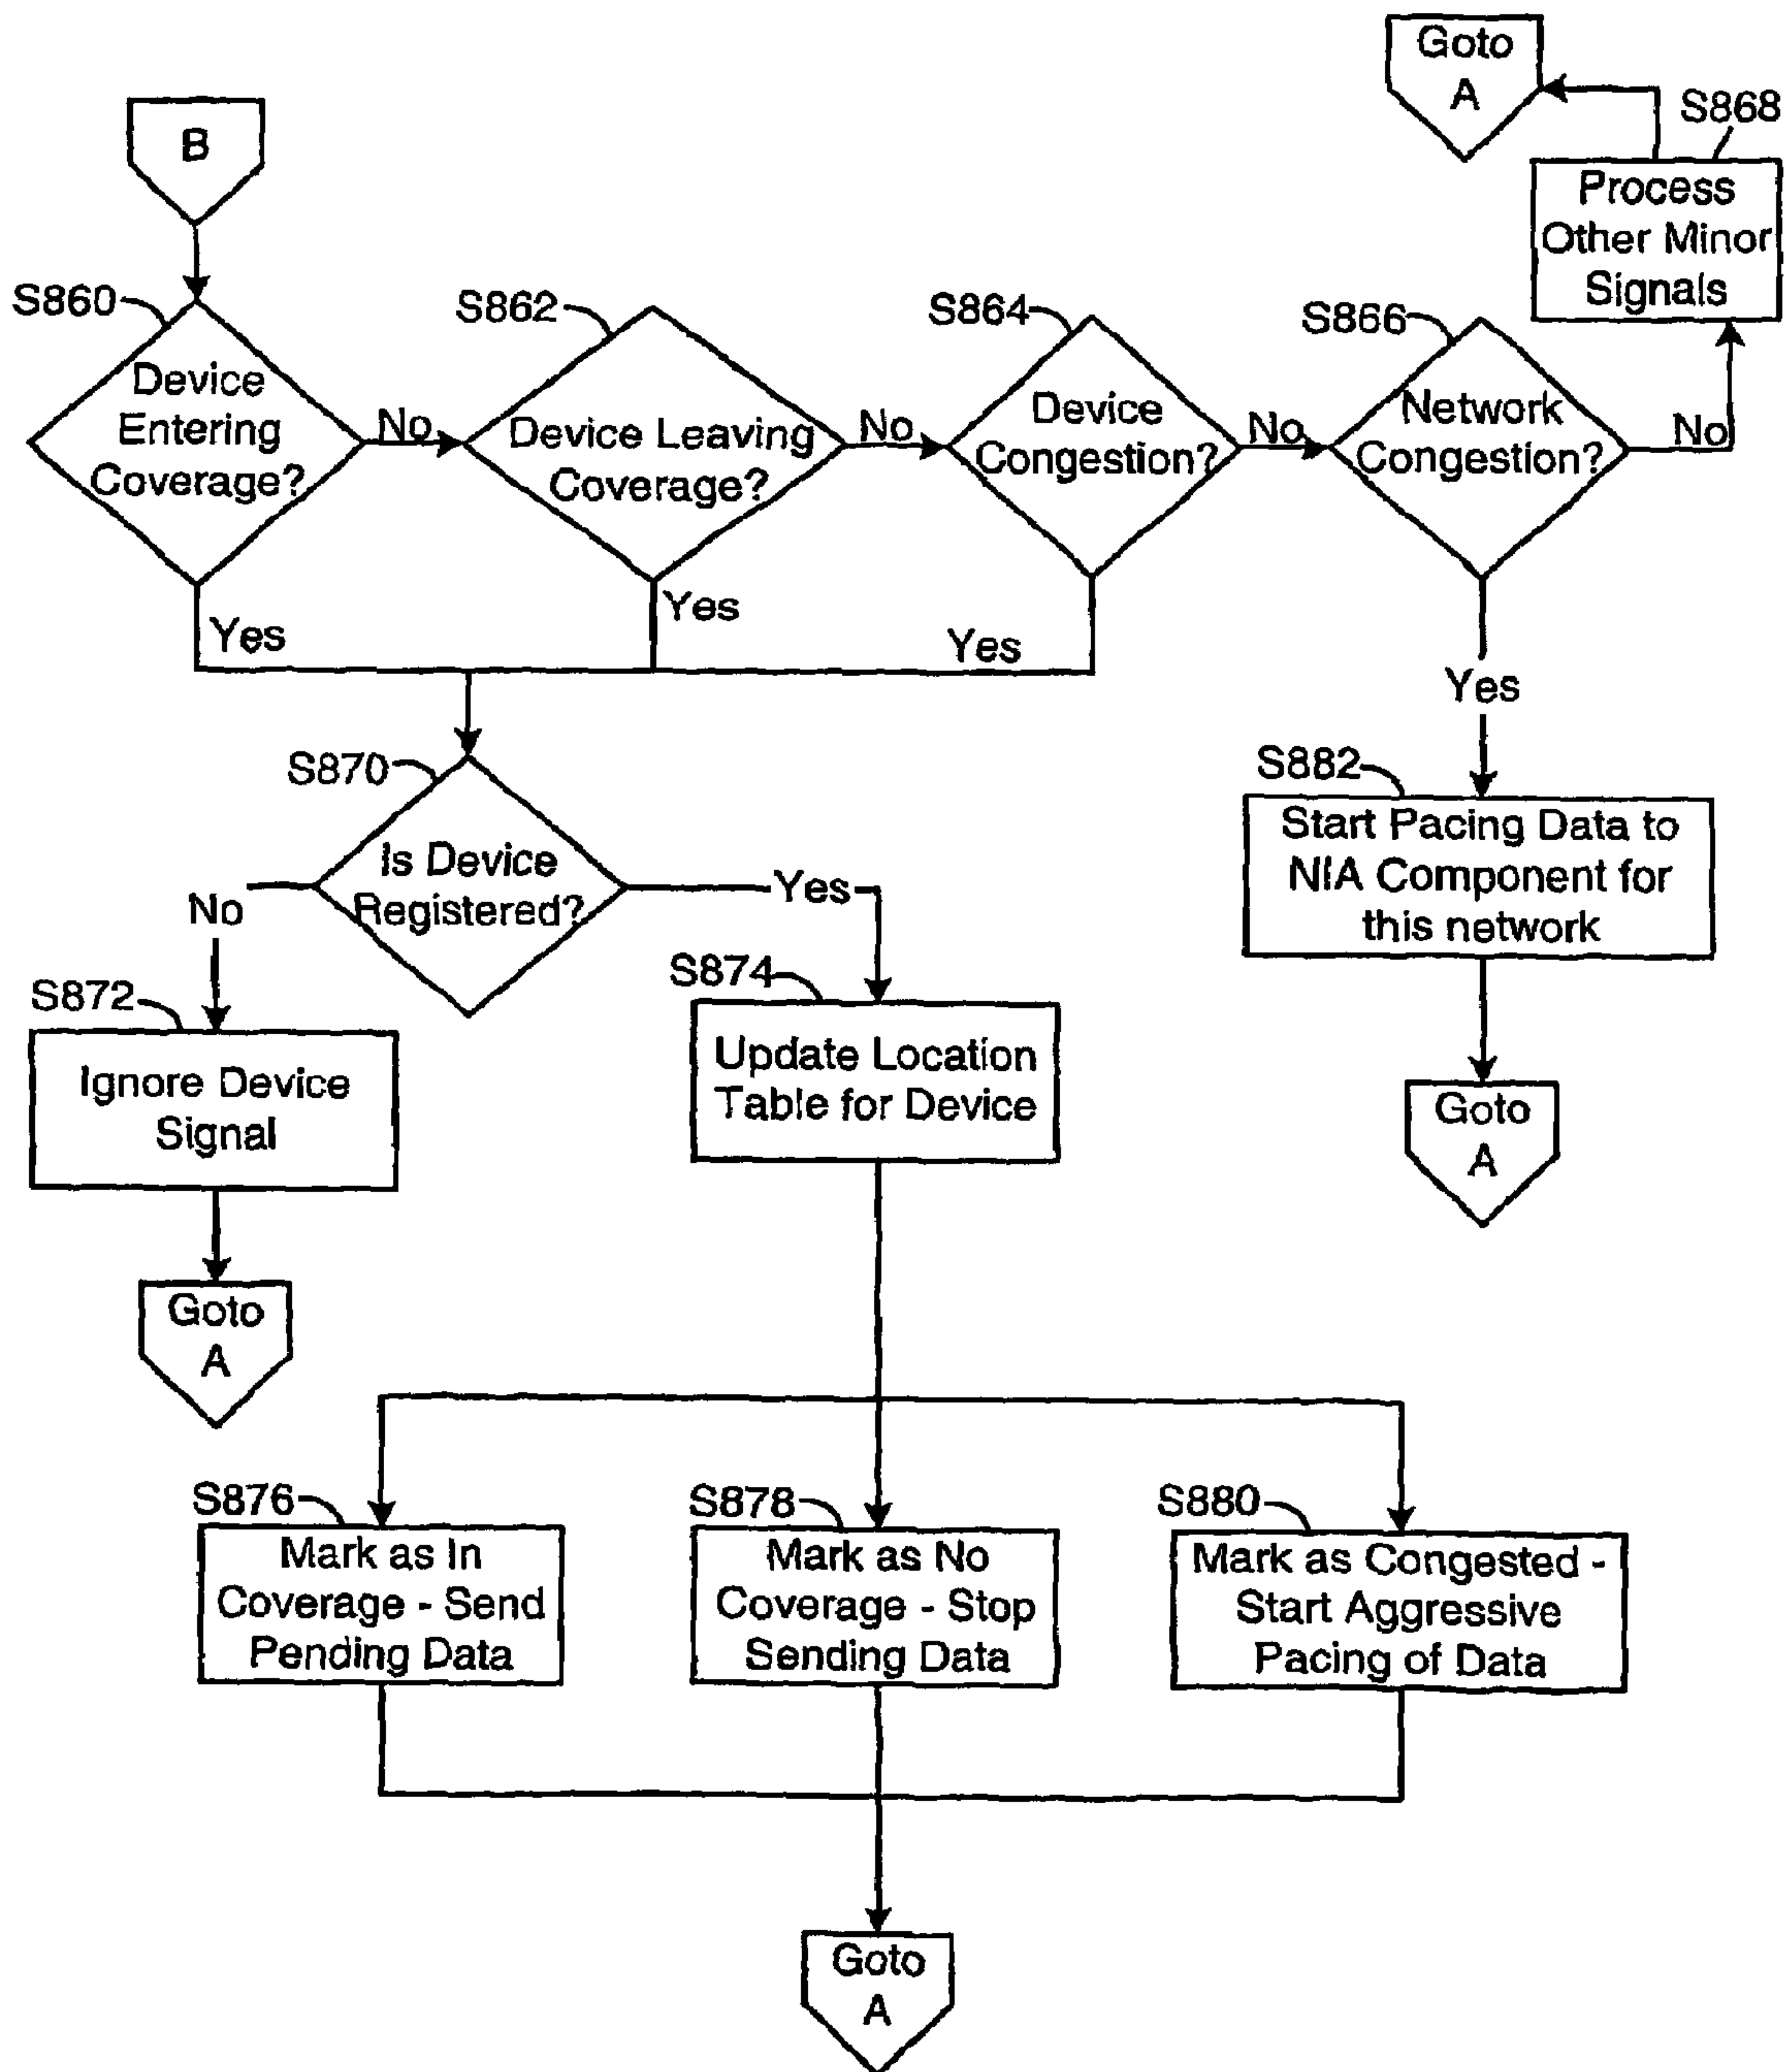 Goto
A
S868
B
Process
Other Minor
Signals
S860
S862
S864
S866
Device
Entering
Coverage?
No
Device Leaving
Coverage?
No
Device
Congestion?
No
Network
Congestion?
No
Yes
Yes
Yes
Yes
S870
S882
Is Device
Registered?
No
Yes
Start Pacing Data to
NIA Component for
this network
S872
S874
Ignore Device
Signal
Update Location
Table for Device
Goto
A
Goto
A
S876
S878
S880
Mark as In
Coverage - Send
Pending Data
Mark as No
Coverage - Stop
Sending Data
Mark as Congested -
Start Aggressive
Pacing of Data
Goto
A